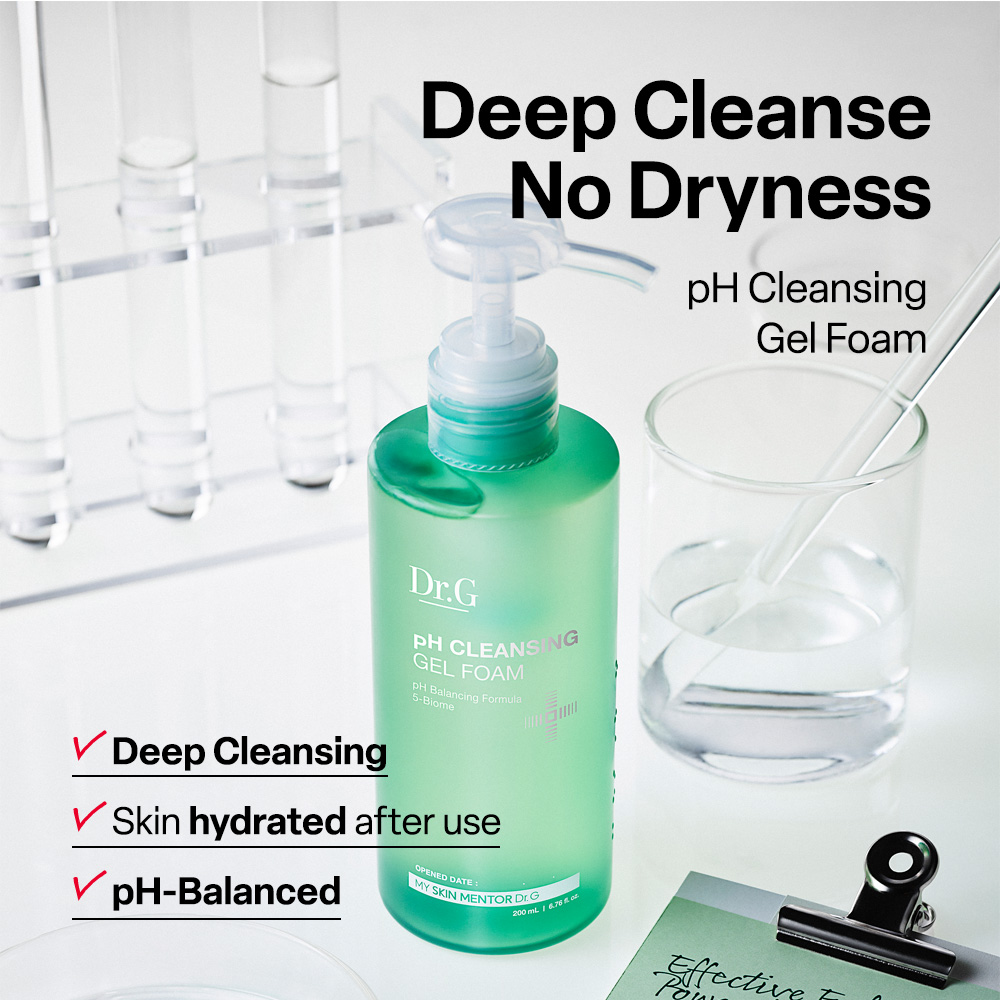 Deep Cleanse
No Dryness
pH Cleansing
Gel Foam
Dr.G
pH CLEANSING
GEL FOAM
pH Balancing Formula
5-Biome
Deep Cleansing
Skin hydrated after use
pH-Balanced
OPENED DATE :
MY SKIN MENTOR Dr.G
200 mL | 6.76 fl. oz.
Effective